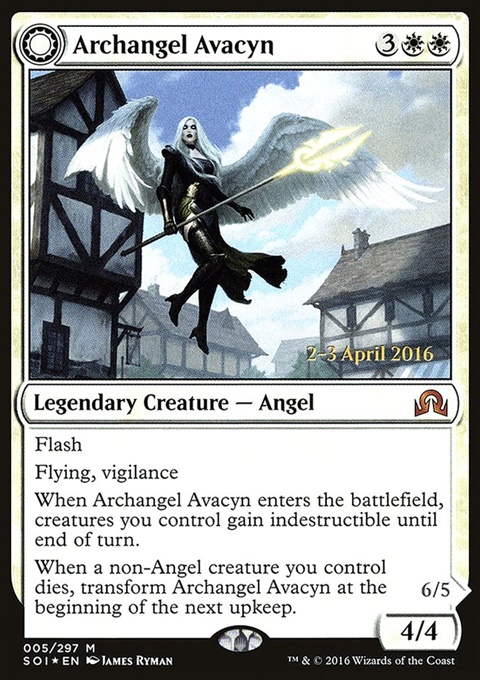 Archangel Avacyn 3
2-3 April 2016
Legendary Creature — Angel
Flash
Flying, vigilance
When Archangel Avacyn enters the battlefield,
creatures you control gain indestructible until
end of turn.
When a non-Angel creature you control
dies, transform Archangel Avacyn at the
beginning of the next upkeep.
6/5
4/4
005/297 M
SOI★EN JAMES RYMAN
™ & © 2016 Wizards of the Coast